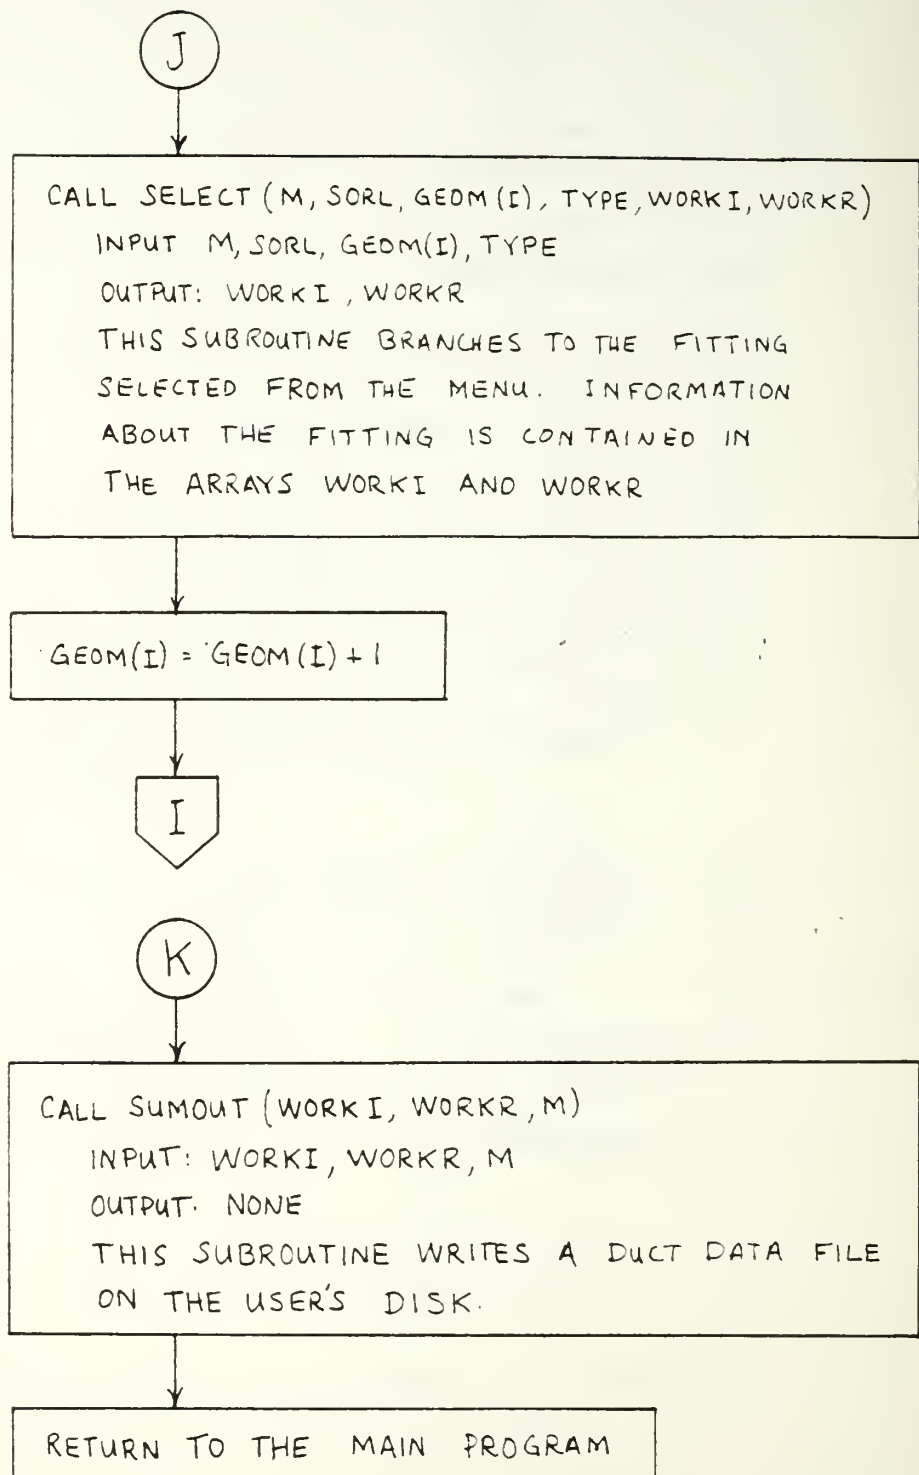 J
CALL SELECT (M, SORL, GEOM(I), TYPE, WORKI, WORKR)
INPUT M, SORL, GEOM(I), TYPE
OUTPUT: WORKI, WORKR
THIS SUBROUTINE BRANCHES TO THE FITTING
SELECTED FROM THE MENU. INFORMATION
ABOUT THE FITTING IS CONTAINED IN
THE ARRAYS WORKI AND WORKR
GEOM(I) = GEOM(I) + 1
I
K
CALL SUMOUT (WORKI, WORKR, M)
INPUT: WORKI, WORKR, M
OUTPUT. NONE
THIS SUBROUTINE WRITES A DUCT DATA FILE
ON THE USER'S DISK.
RETURN TO THE MAIN PROGRAM